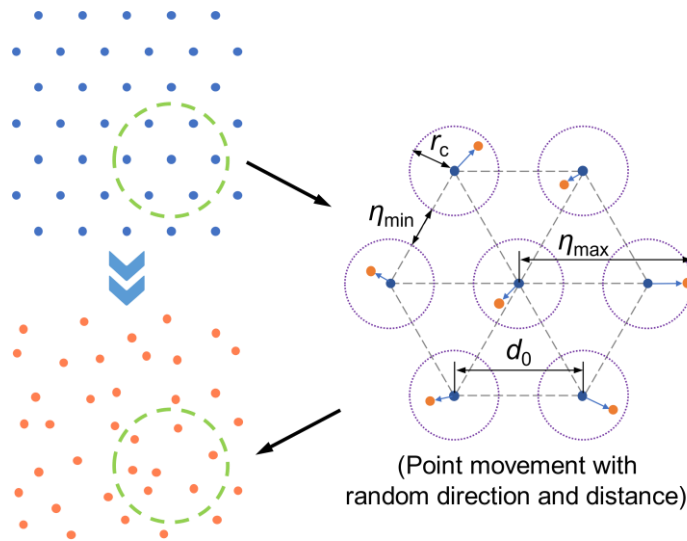 r_c
η_min
η_max
d_0
(Point movement with
random direction and distance)